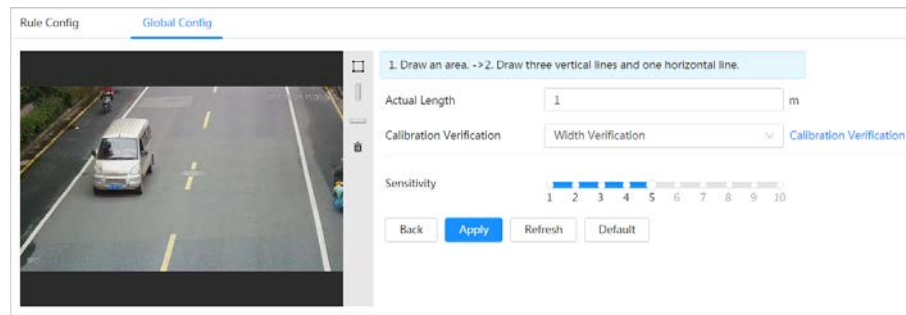 Rule Config Global Config
1. Draw an area. ->2. Draw three vertical lines and one horizontal line.
Actual Length 1 m
Calibration Verification Width Verification Calibration Verification
Sensitivity
1 2 3 4 5 6 7 8 9 10
Back Apply Refresh Default